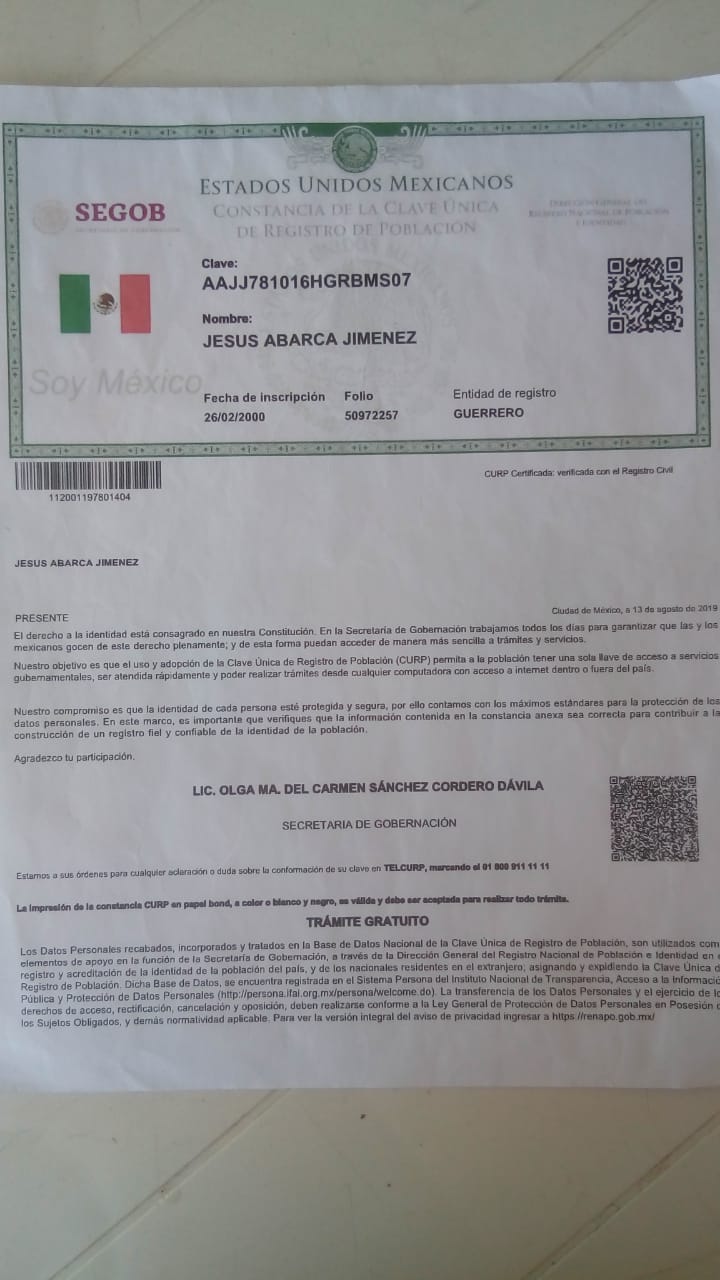 ESTADOS UNIDOS MEXICANOS
CONSTANCIA DE LA CLAVE ÚNICA
DE REGISTRO DE POBLACIÓN
SEGOB
DIRECCIÓN GENERAL DEL
REGISTRO NACIONAL DE POBLACIÓN
E IDENTIDAD
Clave:
AAJJ781016HGRBMS07
Nombre:
JESUS ABARCA JIMENEZ
Soy México
Fecha de inscripción Folio Entidad de registro
26/02/2000 50972257 GUERRERO
112001197801404
CURP Certificada: verificada con el Registro Civil
JESUS ABARCA JIMENEZ
Ciudad de México, a 13 de agosto de 2019
PRESENTE
El derecho a la identidad está consagrado en nuestra Constitución. En la Secretaría de Gobernación trabajamos todos los días para garantizar que las y los
mexicanos gocen de este derecho plenamente; y de esta forma puedan acceder de manera más sencilla a trámites y servicios.
Nuestro objetivo es que el uso y adopción de la Clave Única de Registro de Población (CURP) permita a la población tener una sola llave de acceso a servicios
gubernamentales, ser atendida rápidamente y poder realizar trámites desde cualquier computadora con acceso a internet dentro o fuera del país.
Nuestro compromiso es que la identidad de cada persona esté protegida y segura, por ello contamos con los máximos estándares para la protección de los
datos personales. En este marco, es importante que verifiques que la información contenida en la constancia anexa sea correcta para contribuir a la
construcción de un registro fiel y confiable de la identidad de la población.
Agradezco tu participación.
LIC. OLGA MA. DEL CARMEN SÁNCHEZ CORDERO DÁVILA
SECRETARIA DE GOBERNACIÓN
Estamos a sus órdenes para cualquier aclaración o duda sobre la conformación de su clave en TELCURP, marcando el 01 800 911 11 11
La impresión de la constancia CURP en papel bond, a color o blanco y negro, es válida y debe ser aceptada para realizar todo trámite.
TRÁMITE GRATUITO
Los Datos Personales recabados, incorporados y tratados en la Base de Datos Nacional de la Clave Única de Registro de Población, son utilizados com
elementos de apoyo en la función de la Secretaría de Gobernación, a través de la Dirección General del Registro Nacional de Población e Identidad en
registro y acreditación de la identidad de la población del país, y de los nacionales residentes en el extranjero; asignando y expidiendo la Clave Única d
Registro de Población. Dicha Base de Datos, se encuentra registrada en el Sistema Persona del Instituto Nacional de Transparencia, Acceso a la Informació
Pública y Protección de Datos Personales (http://persona.ifai.org.mx/persona/welcome.do). La transferencia de los Datos Personales y el ejercicio de lo
derechos de acceso, rectificación, cancelación y oposición, deben realizarse conforme a la Ley General de Protección de Datos Personales en Posesión
los Sujetos Obligados, y demás normatividad aplicable. Para ver la versión integral del aviso de privacidad ingresar a https://renapo.gob.mx/